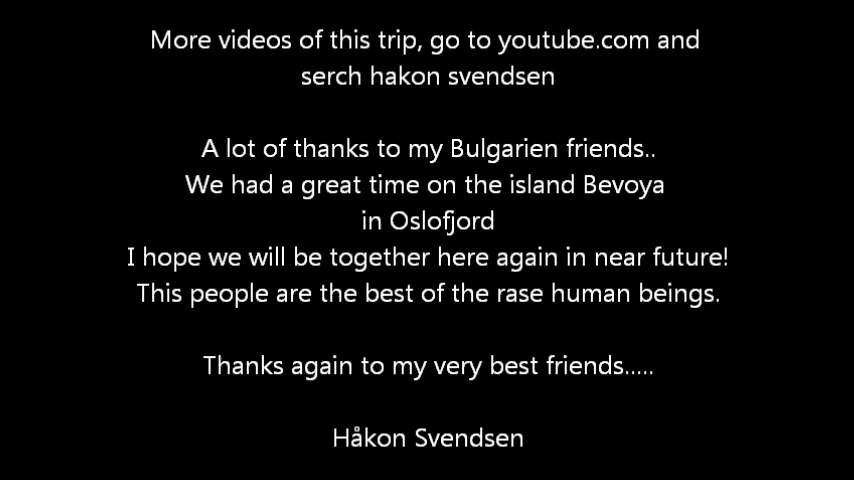 More videos of this trip, go to youtube.com and
serch hakon svendsen
A lot of thanks to my Bulgarien friends..
We had a great time on the island Bevoya
in Oslofjord
I hope we will be together here again in near future!
This people are the best of the rase human beings.
Thanks again to my very best friends.....
Håkon Svendsen